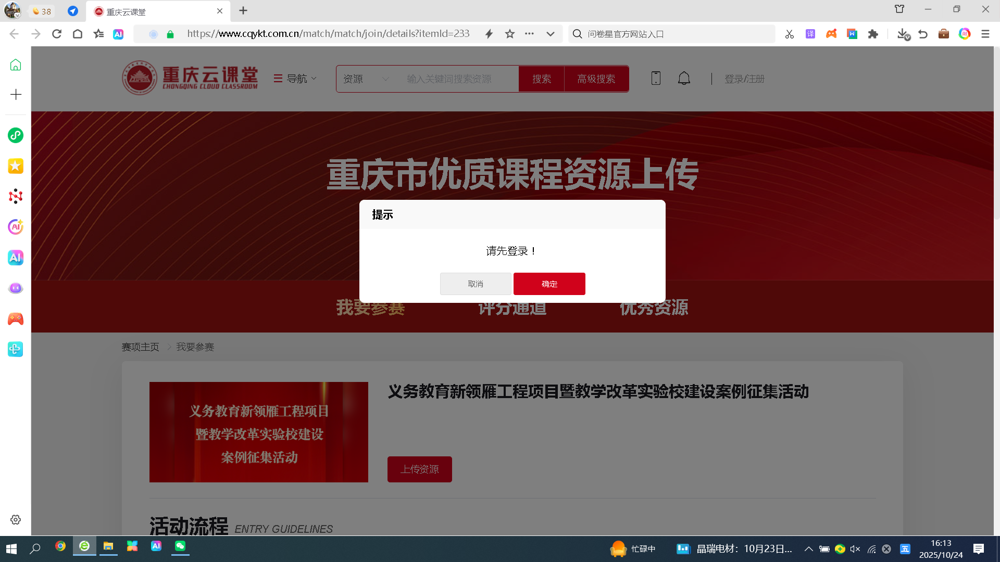 38
重庆云课堂
https://www.cqykt.com.cn/match/match/join/details?itemId=233
问卷星官方网站入口
译
W
AI
重庆云课堂
CHONGQING CLOUD CLASSROOM
导航
资源
输入关键词搜索资源
搜索
高级搜索
登录/注册
重庆市优质课程资源上传
提示
请先登录！
取消
确定
我要参赛
评分通道
优秀资源
赛项主页
我要参赛
义务教育新领雁工程项目
暨教学改革实验校建设
案例征集活动
义务教育新领雁工程项目暨教学改革实验校建设案例征集活动
上传资源
活动流程 ENTRY GUIDELINES
AI
AI
AI
忙碌中
晶瑞电材：10月23日...
五
16:13
2025/10/24